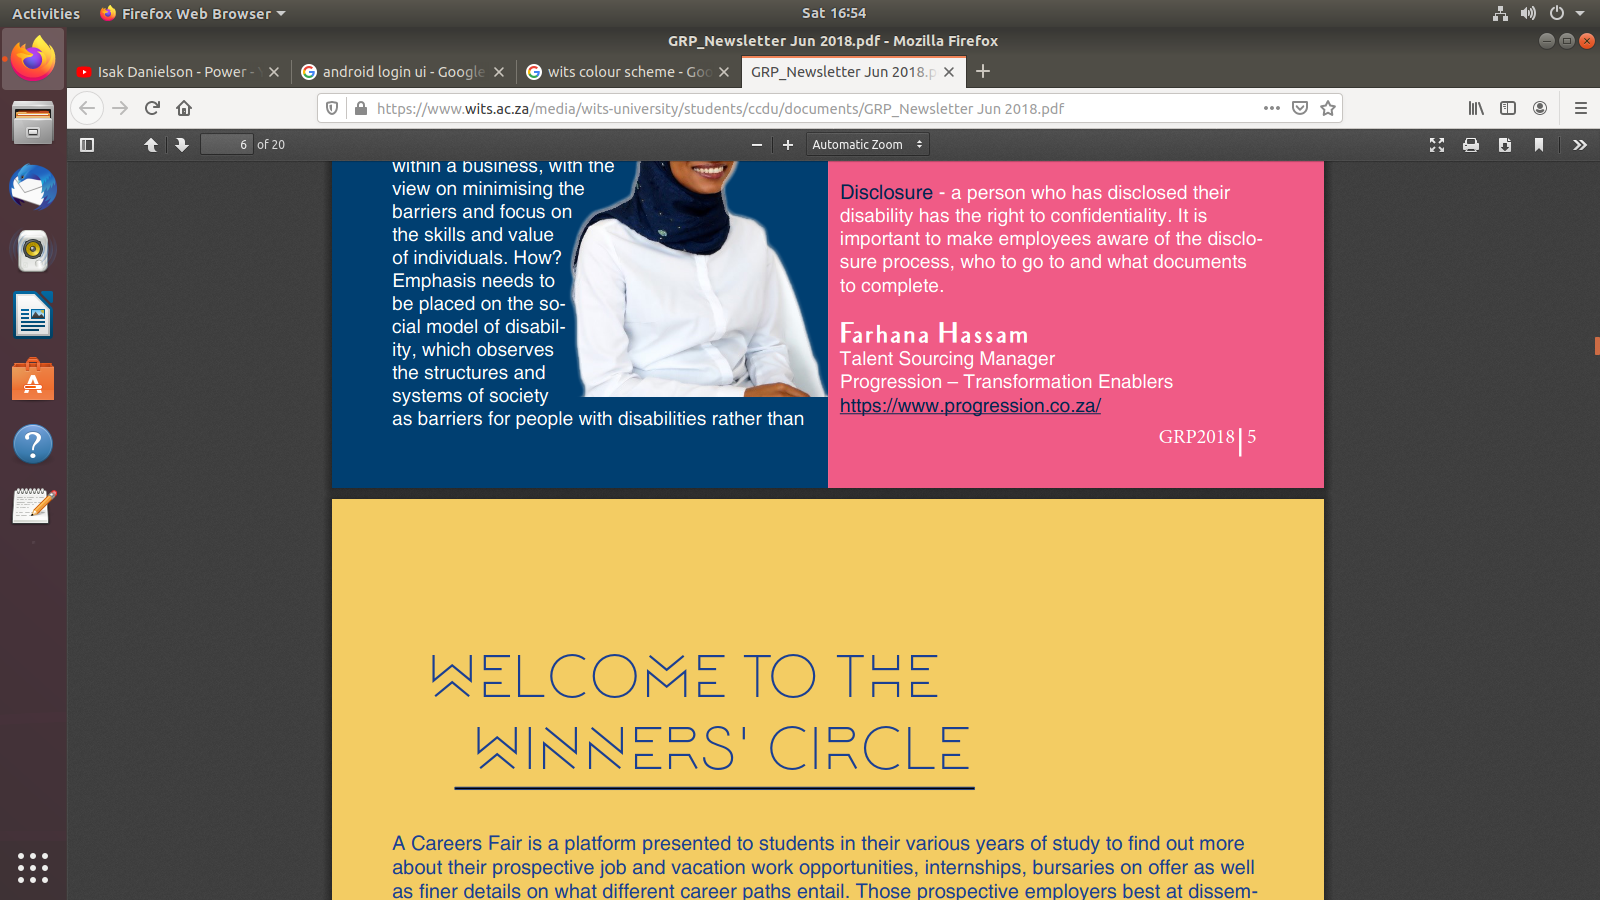 Activities
Firefox Web Browser
Sat 16:54
GRP_Newsletter Jun 2018.pdf - Mozilla Firefox
Isak Danielson - Power -
android login ui - Google
wits colour scheme - Goo
GRP_Newsletter Jun 2018.p
https://www.wits.ac.za/media/wits-university/students/ccdu/documents/GRP_Newsletter Jun 2018.pdf
6 of 20
Automatic Zoom
within a business, with the
view on minimising the
barriers and focus on
the skills and value
of individuals. How?
Emphasis needs to
be placed on the so-
cial model of disabil-
ity, which observes
the structures and
systems of society
as barriers for people with disabilities rather than
Disclosure - a person who has disclosed their
disability has the right to confidentiality. It is
important to make employees aware of the disclo-
sure process, who to go to and what documents
to complete.
Farhana Hassam
Talent Sourcing Manager
Progression – Transformation Enablers
https://www.progression.co.za/
GRP2018 5
WELCOME TO THE
WINNERS' CIRCLE
A Careers Fair is a platform presented to students in their various years of study to find out more
about their prospective job and vacation work opportunities, internships, bursaries on offer as well
as finer details on what different career paths entail. Those prospective employers best at dissem-